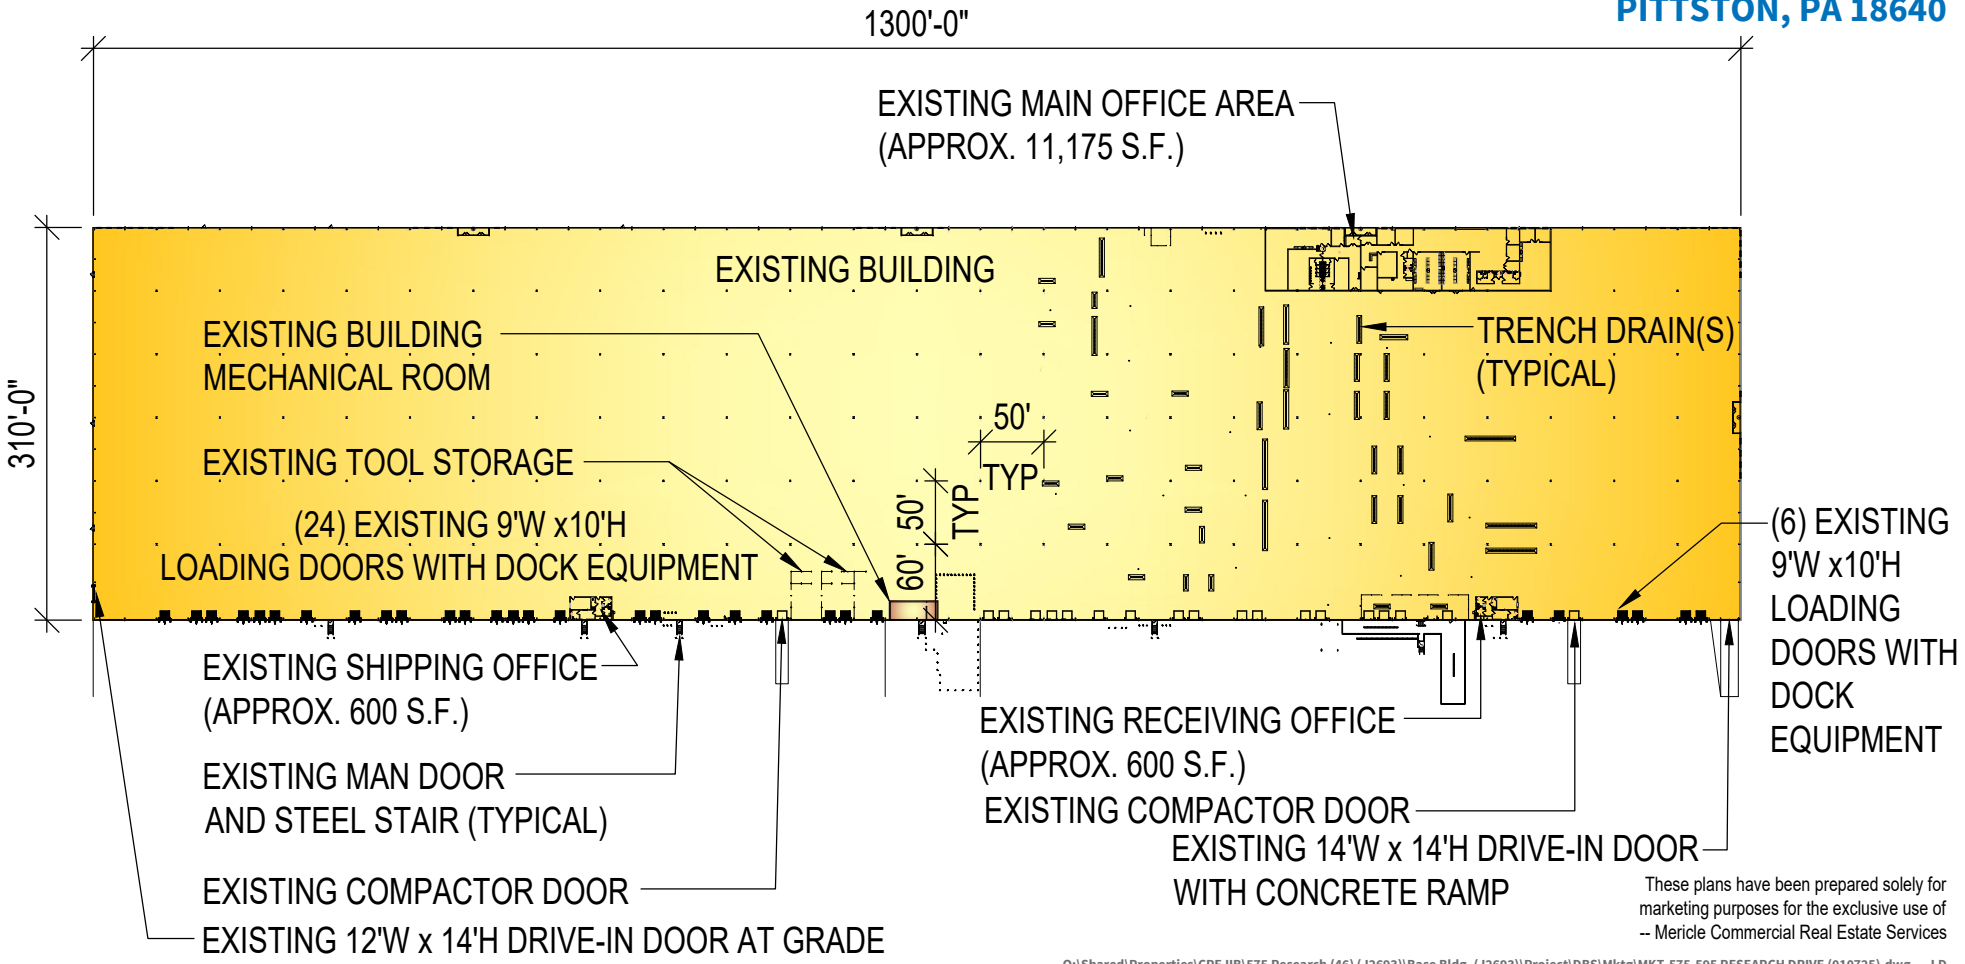 PITTSTON, PA 18640
1300'-0"
EXISTING MAIN OFFICE AREA
(APPROX. 11,175 S.F.)
EXISTING BUILDING
EXISTING BUILDING
MECHANICAL ROOM
TRENCH DRAIN(S)
(TYPICAL)
310'-0"
50'
TYP
EXISTING TOOL STORAGE
50'
TYP
60'
(24) EXISTING 9'W x10'H
LOADING DOORS WITH DOCK EQUIPMENT
(6) EXISTING
9'W x10'H
LOADING
DOORS WITH
DOCK
EQUIPMENT
EXISTING SHIPPING OFFICE
(APPROX. 600 S.F.)
EXISTING RECEIVING OFFICE
(APPROX. 600 S.F.)
EXISTING MAN DOOR
AND STEEL STAIR (TYPICAL)
EXISTING COMPACTOR DOOR
EXISTING 14'W x 14'H DRIVE-IN DOOR
WITH CONCRETE RAMP
EXISTING COMPACTOR DOOR
EXISTING 12'W x 14'H DRIVE-IN DOOR AT GRADE
These plans have been prepared solely for
marketing purposes for the exclusive use of
-- Mericle Commercial Real Estate Services